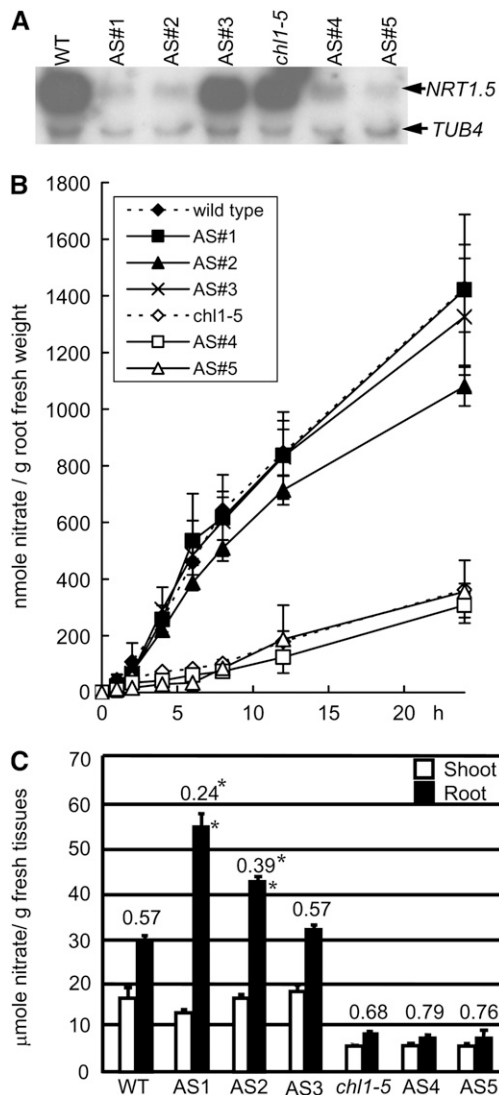 A
WT AS#1 AS#2 AS#3 chl1-5 AS#4 AS#5
NRT1.5
TUB4
B
nmole nitrate / g root fresh weight
1800
1600
1400
1200
1000
800
600
400
200
0
wild type
AS#1
AS#2
AS#3
chl1-5
AS#4
AS#5
0 5 10 15 20 h
C
μmole nitrate/ g fresh tissues
70
60
50
40
30
20
10
0
Shoot
Root
0.57 0.24* * 0.39* * 0.57 0.68 0.79 0.76
WT AS1 AS2 AS3 chl1-5 AS4 AS5